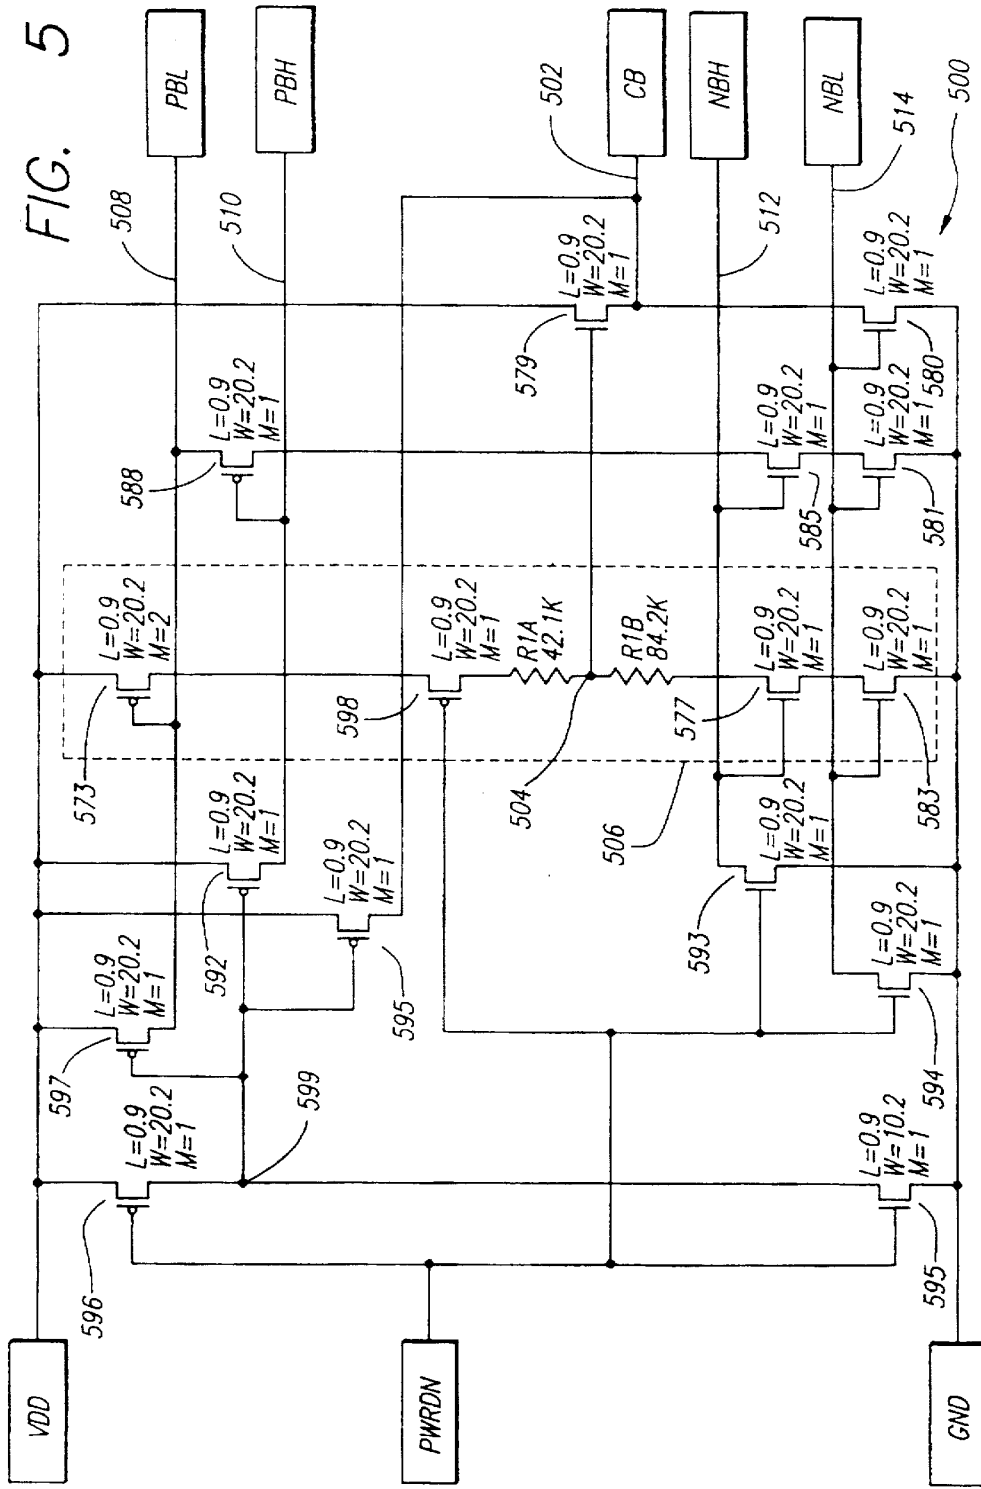 FIG. 5
VDD
PWRDN
GND
PBL
PBH
CB
NBH
NBL
508
510
502
512
514
500
596
L=0.9
W=20.2
M=1
597
L=0.9
W=20.2
M=1
592
L=0.9
W=20.2
M=1
595
L=0.9
W=20.2
M=1
599
573
L=0.9
W=20.2
M=2
588
L=0.9
W=20.2
M=1
598
L=0.9
W=20.2
M=1
R1A
42.1K
504
R1B
84.2K
506
579
L=0.9
W=20.2
M=1
593
L=0.9
W=20.2
M=1
577
L=0.9
W=20.2
M=1
585
L=0.9
W=20.2
M=1
595
L=0.9
W=10.2
M=1
594
L=0.9
W=20.2
M=1
583
L=0.9
W=20.2
M=1
581
L=0.9
W=20.2
M=1
580
L=0.9
W=20.2
M=1